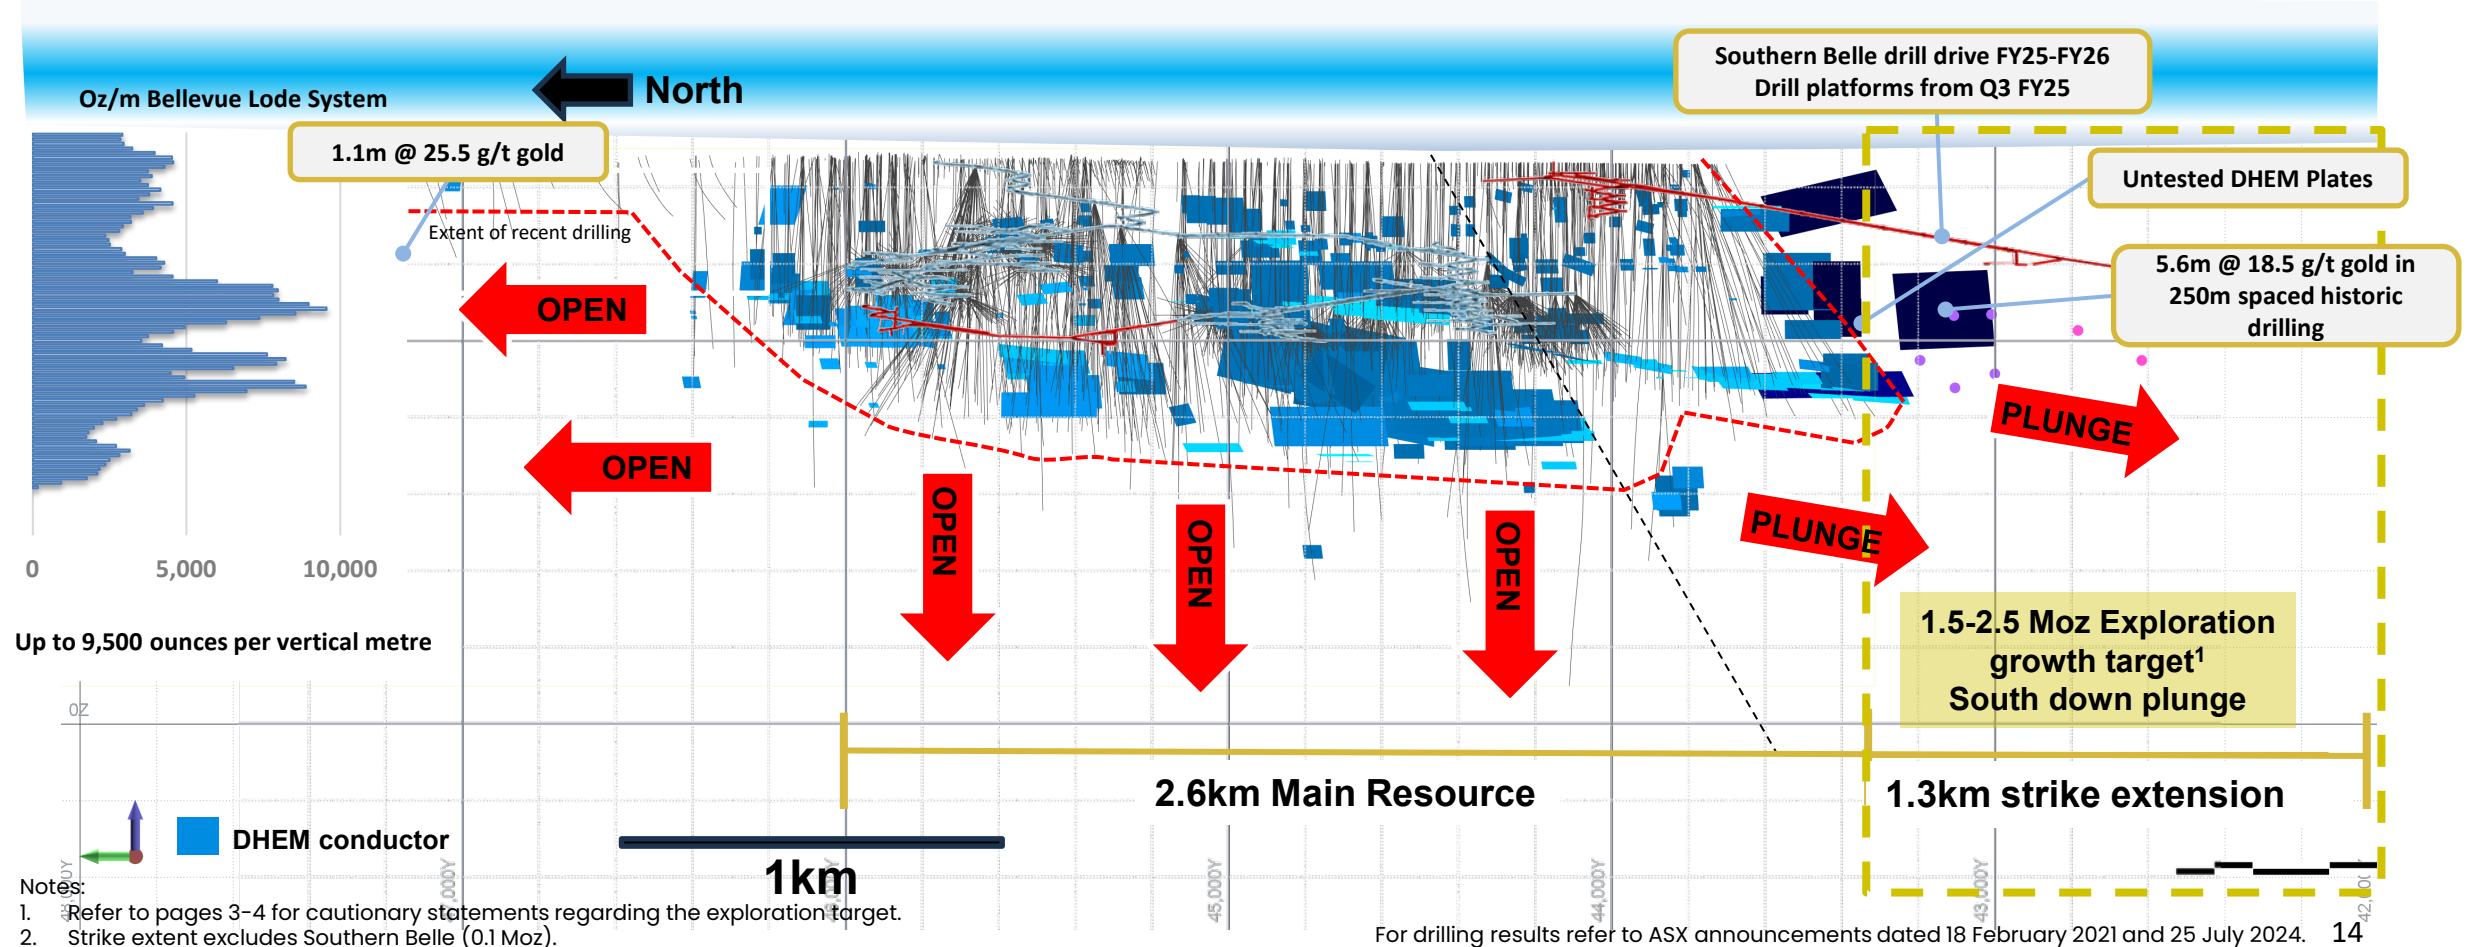 Oz/m Bellevue Lode System
North
Southern Belle drill drive FY25-FY26
Drill platforms from Q3 FY25
1.1m @ 25.5 g/t gold
Untested DHEM Plates
Extent of recent drilling
5.6m @ 18.5 g/t gold in
250m spaced historic
drilling
OPEN
OPEN
OPEN
OPEN
OPEN
PLUNGE
PLUNGE
0
5,000
10,000
Up to 9,500 ounces per vertical metre
1.5-2.5 Moz Exploration
growth target¹
South down plunge
0Z
2.6km Main Resource
1.3km strike extension
DHEM conductor
1km
45,000Y
44,000Y
43,000Y
Notes:
1. Refer to pages 3-4 for cautionary statements regarding the exploration target.
2. Strike extent excludes Southern Belle (0.1 Moz).
For drilling results refer to ASX announcements dated 18 February 2021 and 25 July 2024.
14